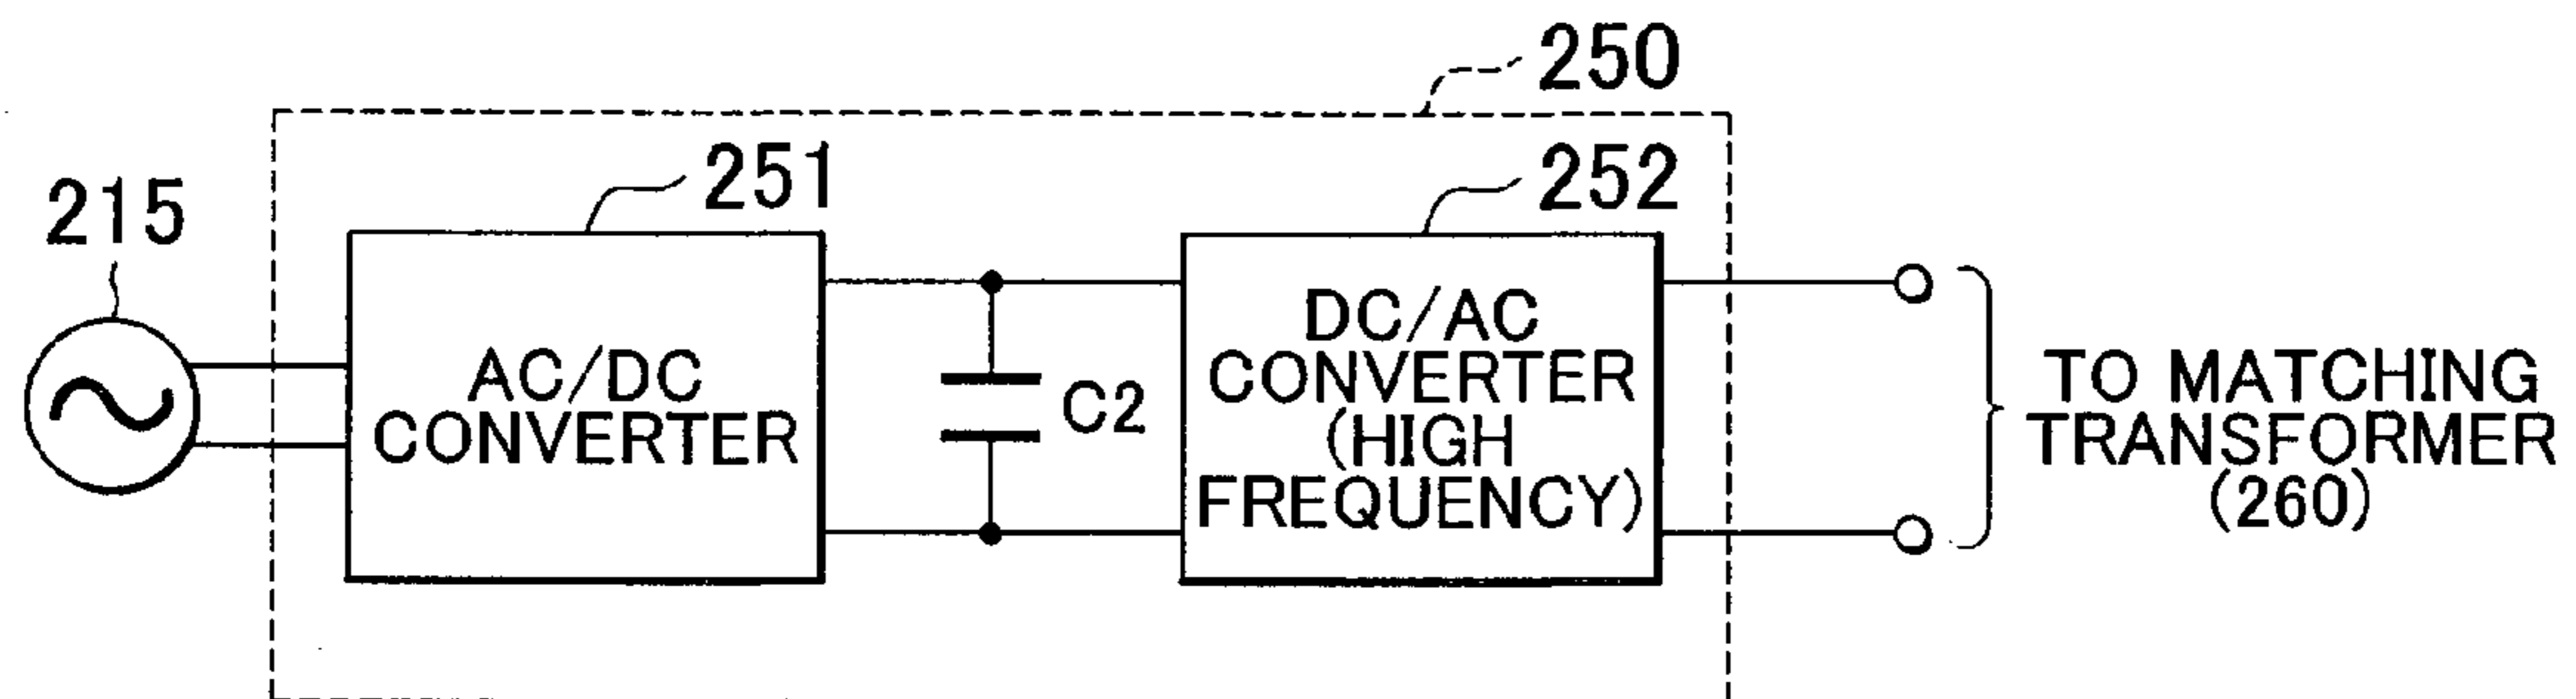 250
251
252
215
AC/DC
CONVERTER
C2
DC/AC
CONVERTER
(HIGH
FREQUENCY)
TO MATCHING
TRANSFORMER
(260)